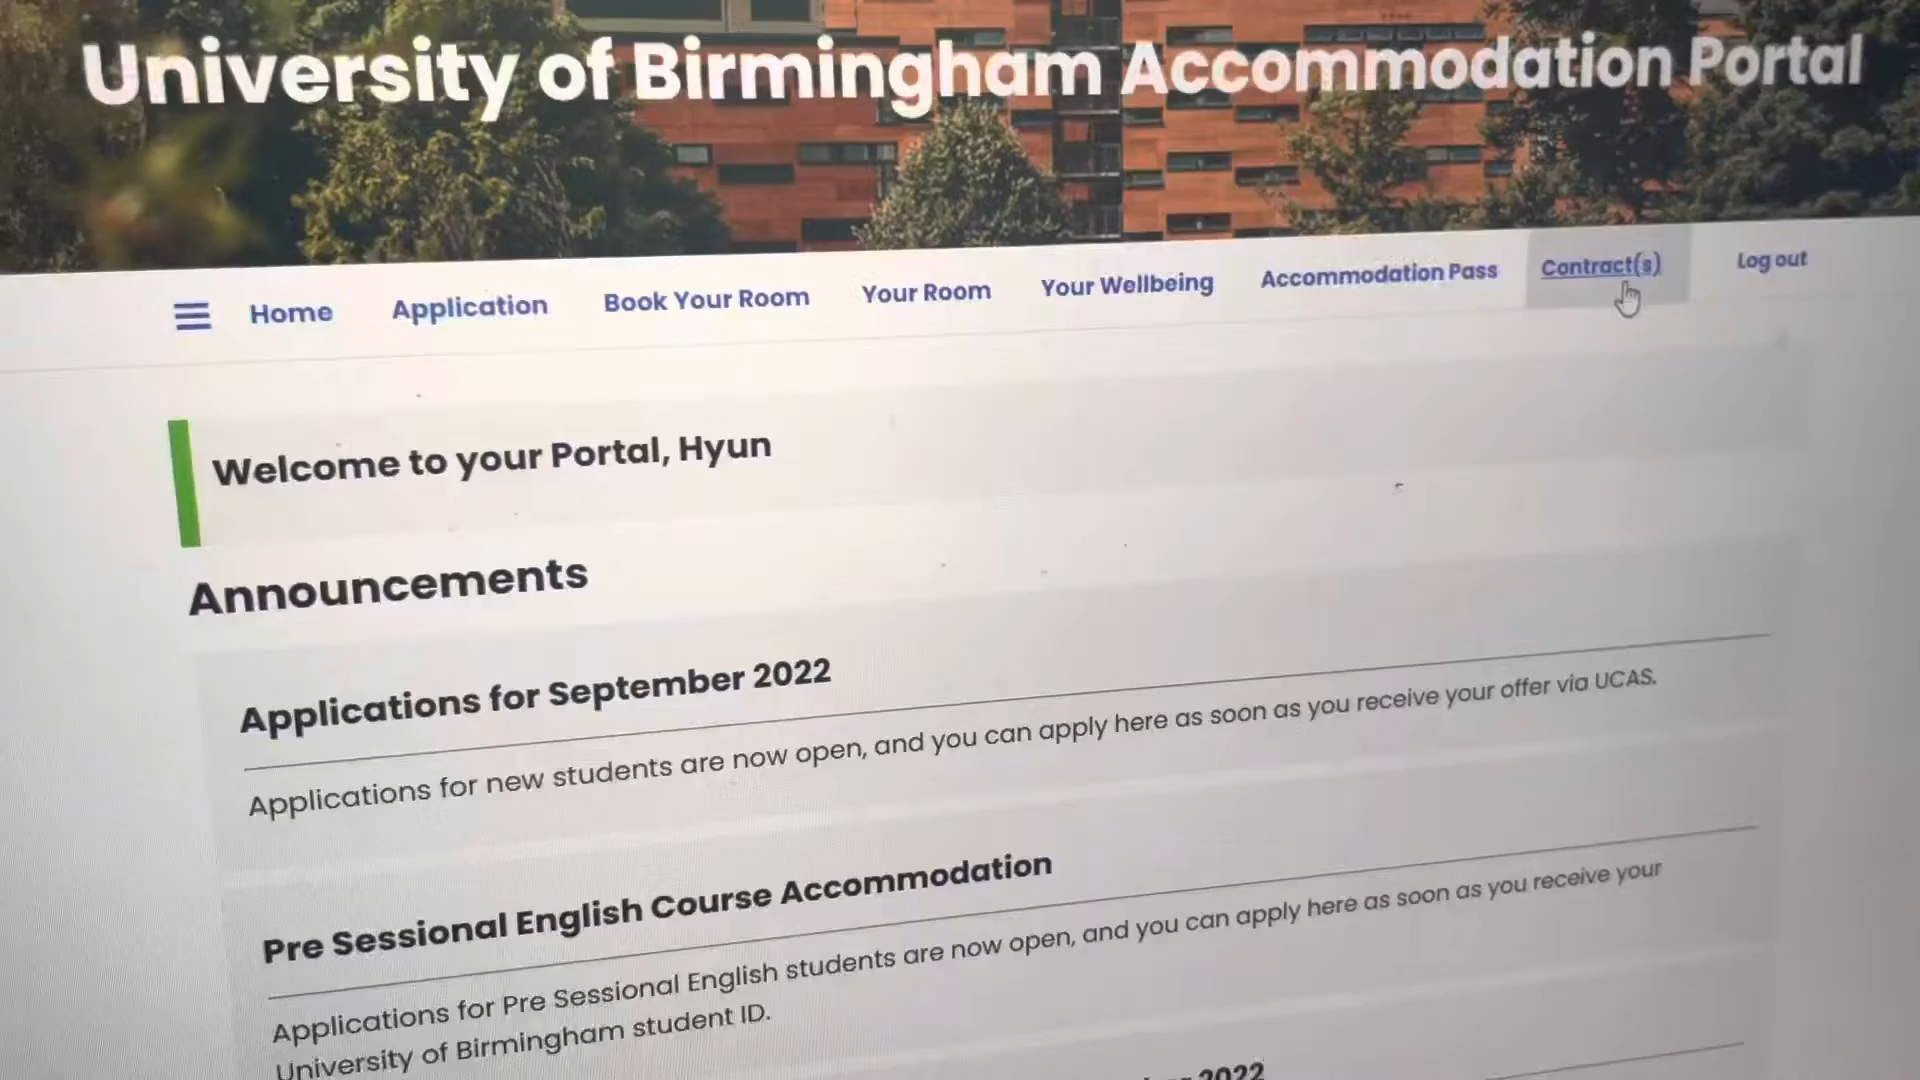 University of Birmingham Accommodation Portal
Home Application Book Your Room Your Room Your Wellbeing Accommodation Pass Contract(s) Log out
Welcome to your Portal, Hyun
Announcements
Applications for September 2022
Applications for new students are now open, and you can apply here as soon as you receive your offer via UCAS.
Pre Sessional English Course Accommodation
Applications for Pre Sessional English students are now open, and you can apply here as soon as you receive your
University of Birmingham student ID.
2022